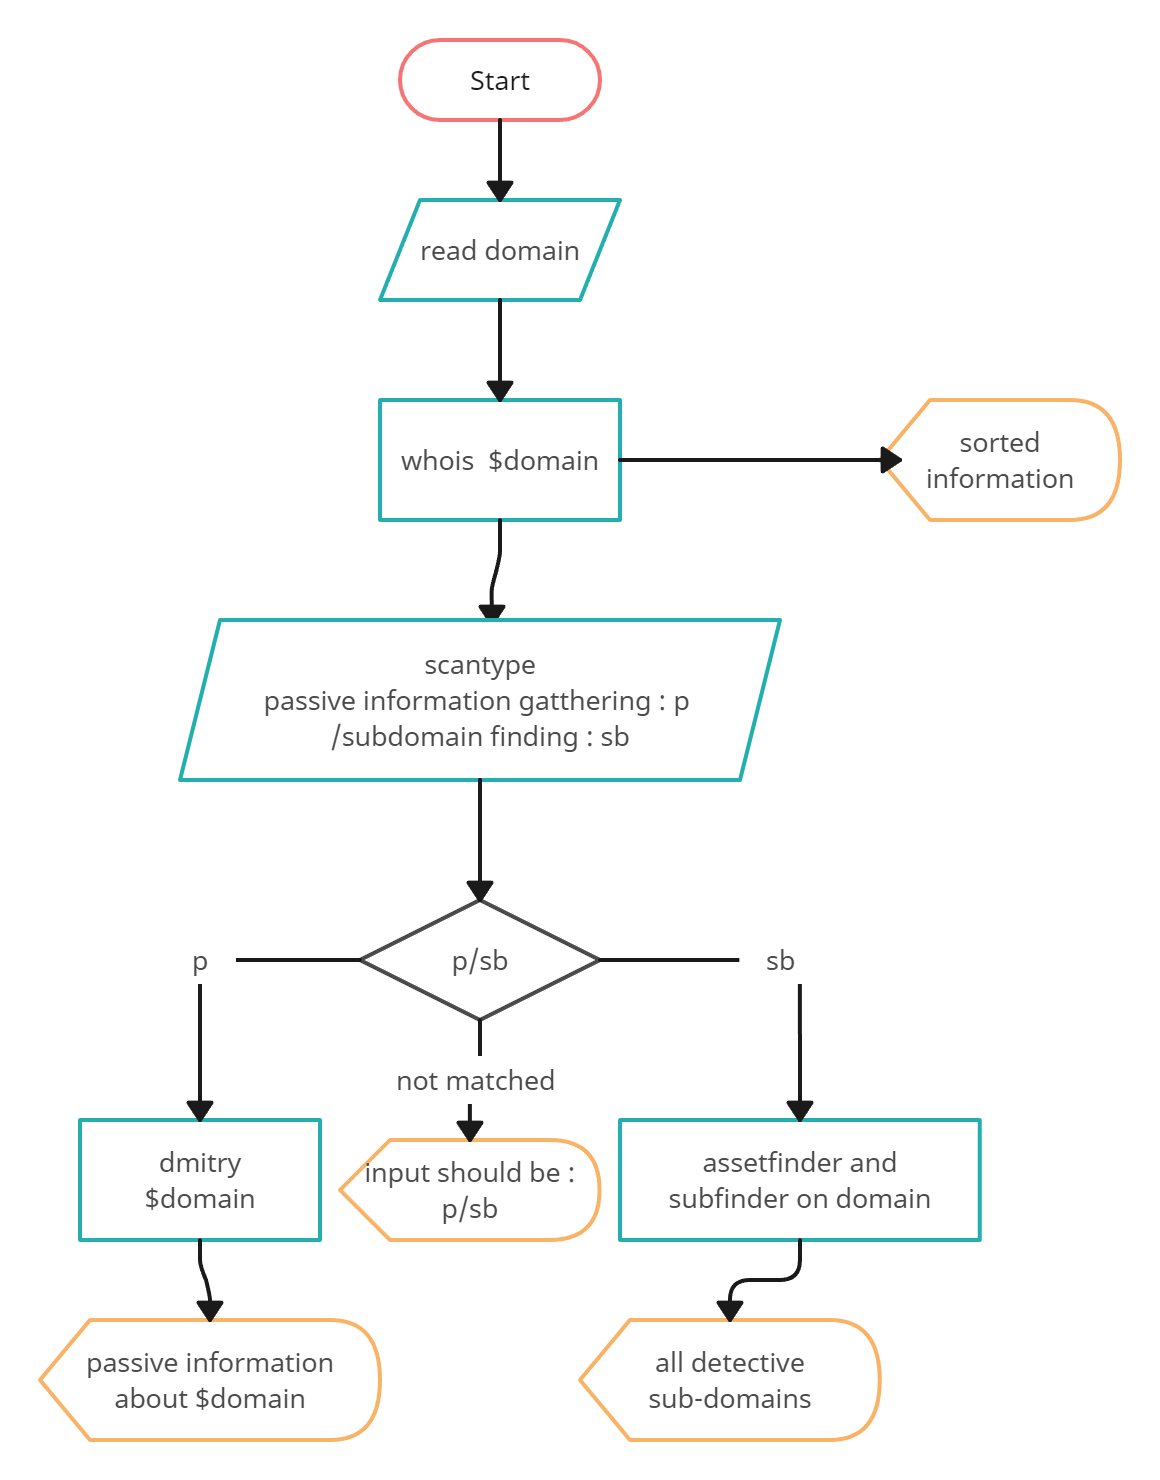 Start
read domain
whois  $domain
sorted
information
scantype
passive information gatthering : p
/subdomain finding : sb
p
p/sb
sb
not matched
dmitry
$domain
input should be :
p/sb
assetfinder and
subfinder on domain
passive information
about $domain
all detective
sub-domains